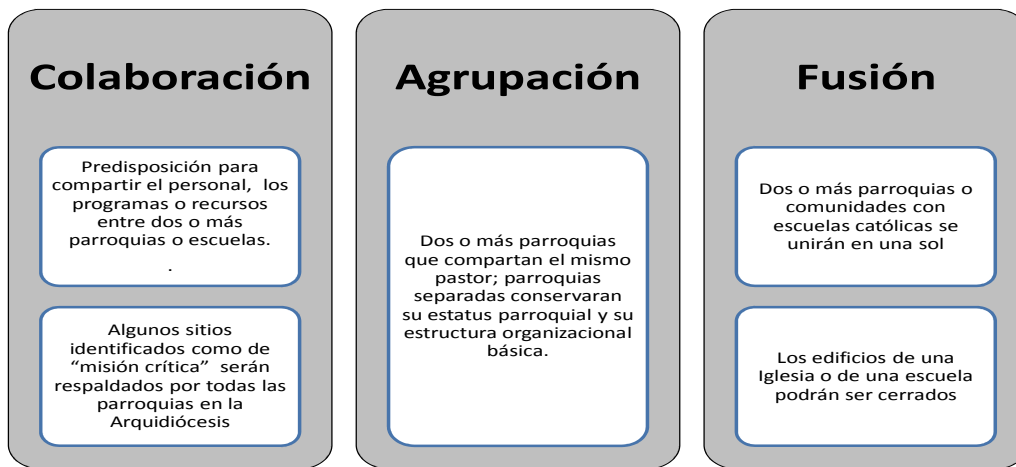 Colaboración
Predisposición para
compartir el personal, los
programas o recursos
entre dos o más
parroquias o escuelas.
.
Algunos sitios
identificados como de
“misión crítica” serán
respaldados por todas las
parroquias en la
Arquidiócesis
Agrupación
Dos o más parroquias
que compartan el mismo
pastor; parroquias
separadas conservaran
su estatus parroquial y su
estructura organizacional
básica.
Fusión
Dos o más parroquias o
comunidades con
escuelas católicas se
unirán en una sol
Los edificios de una
Iglesia o de una escuela
podrán ser cerrados